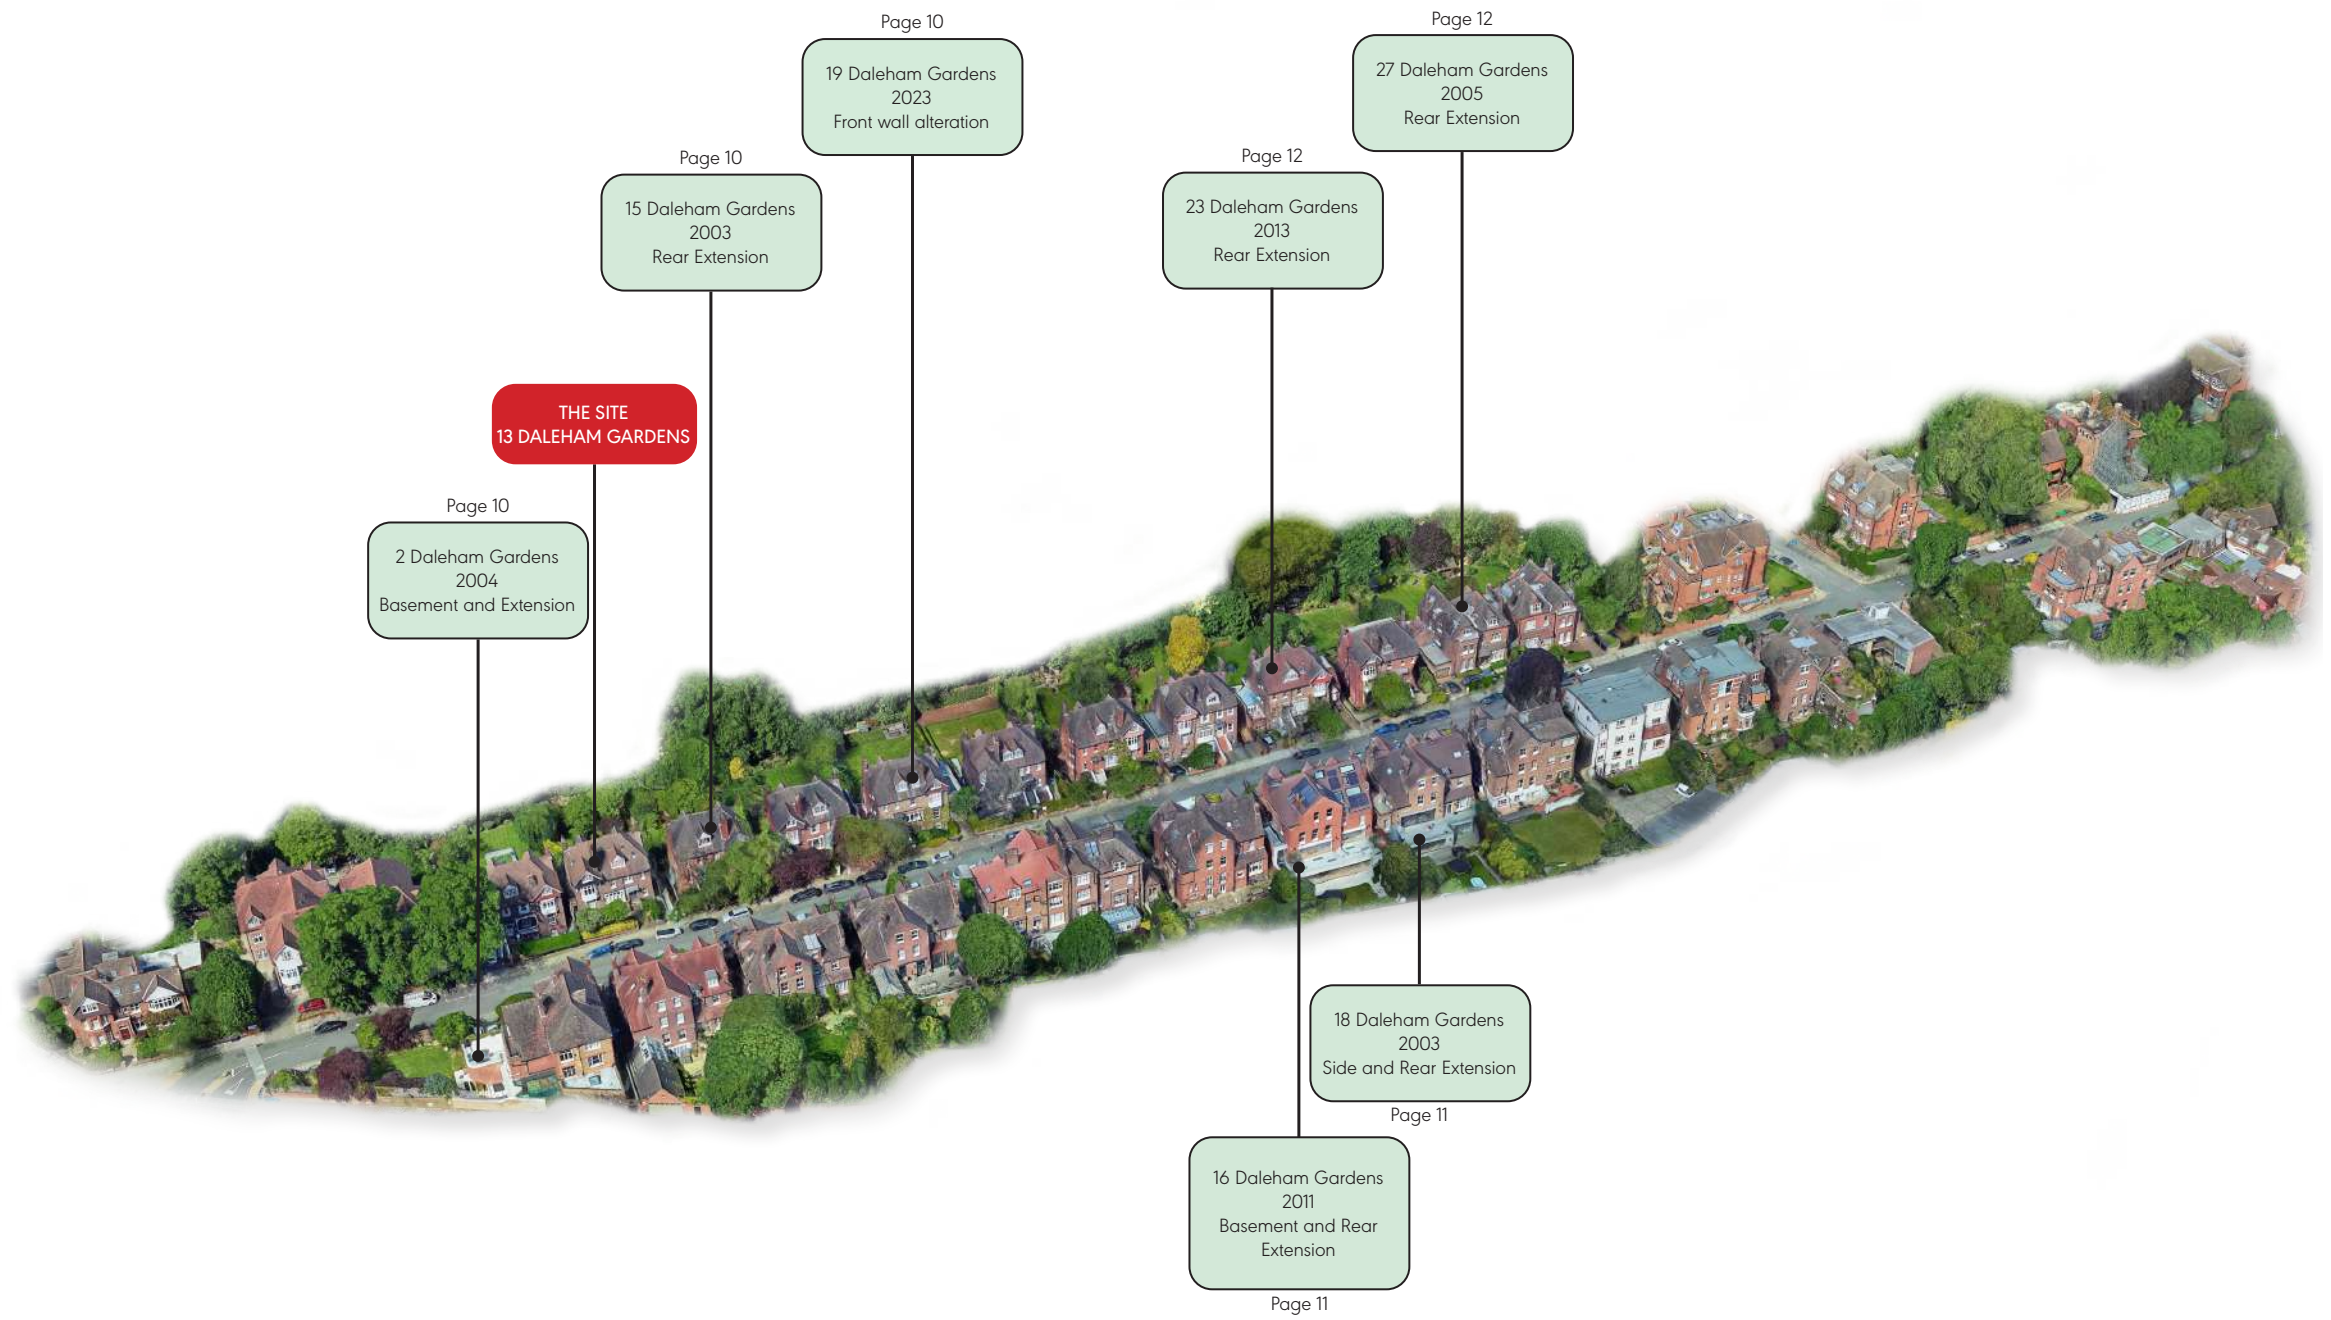 Page 10
19 Daleham Gardens
2023
Front wall alteration
Page 12
27 Daleham Gardens
2005
Rear Extension
Page 10
15 Daleham Gardens
2003
Rear Extension
Page 12
23 Daleham Gardens
2013
Rear Extension
THE SITE
13 DALEHAM GARDENS
Page 10
2 Daleham Gardens
2004
Basement and Extension
18 Daleham Gardens
2003
Side and Rear Extension
Page 11
16 Daleham Gardens
2011
Basement and Rear
Extension
Page 11